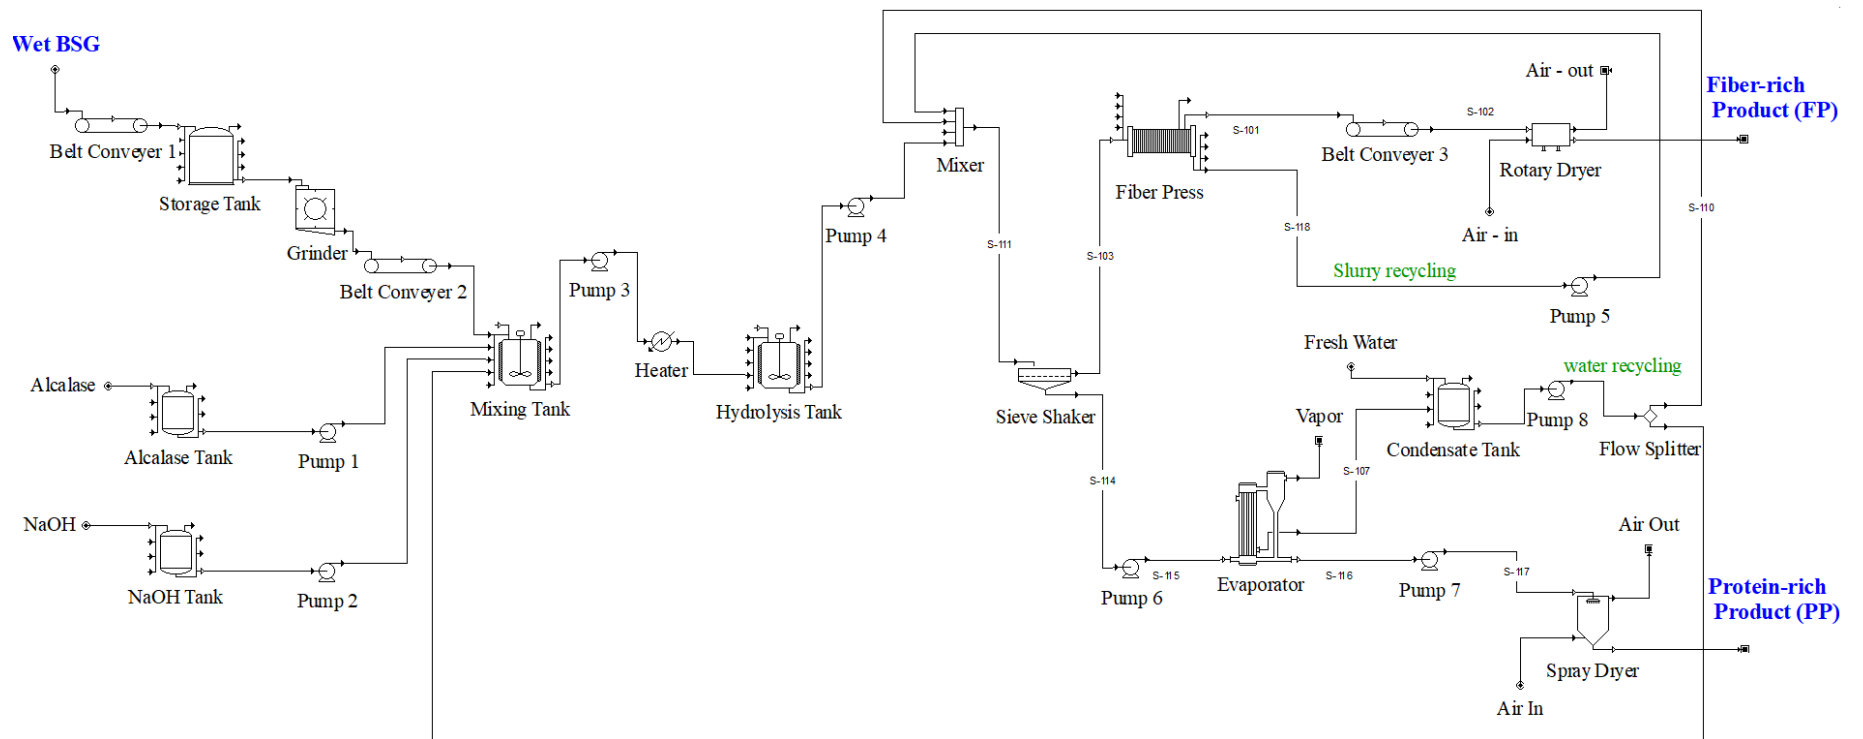 Wet BSG
Belt Conveyer 1
Storage Tank
Grinder
Belt Conveyer 2
Alcalase
Alcalase Tank
Pump 1
NaOH
NaOH Tank
Pump 2
Mixing Tank
Pump 3
Heater
Hydrolysis Tank
Pump 4
Mixer
S-111
Sieve Shaker
S-103
S-114
Fiber Press
S-101
S-118
Belt Conveyer 3
S-102
Air - out
Rotary Dryer
Air - in
Fiber-rich
Product (FP)
S-110
Slurry recycling
Pump 5
Fresh Water
water recycling
Vapor
Condensate Tank
Pump 8
Flow Splitter
S-107
Pump 6
S-115
Evaporator
S-116
Pump 7
S-117
Air Out
Protein-rich
Product (PP)
Spray Dryer
Air In